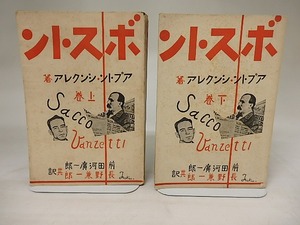 ボストン
アプトン・シンクレア著
上巻
Sacco
Vanzetti
前田河廣一郎
長野兼一郎 共訳
ボストン
アプトン・シンクレア著
下巻
Sacco
Vanzetti
前田河廣一郎
長野兼一郎 共訳